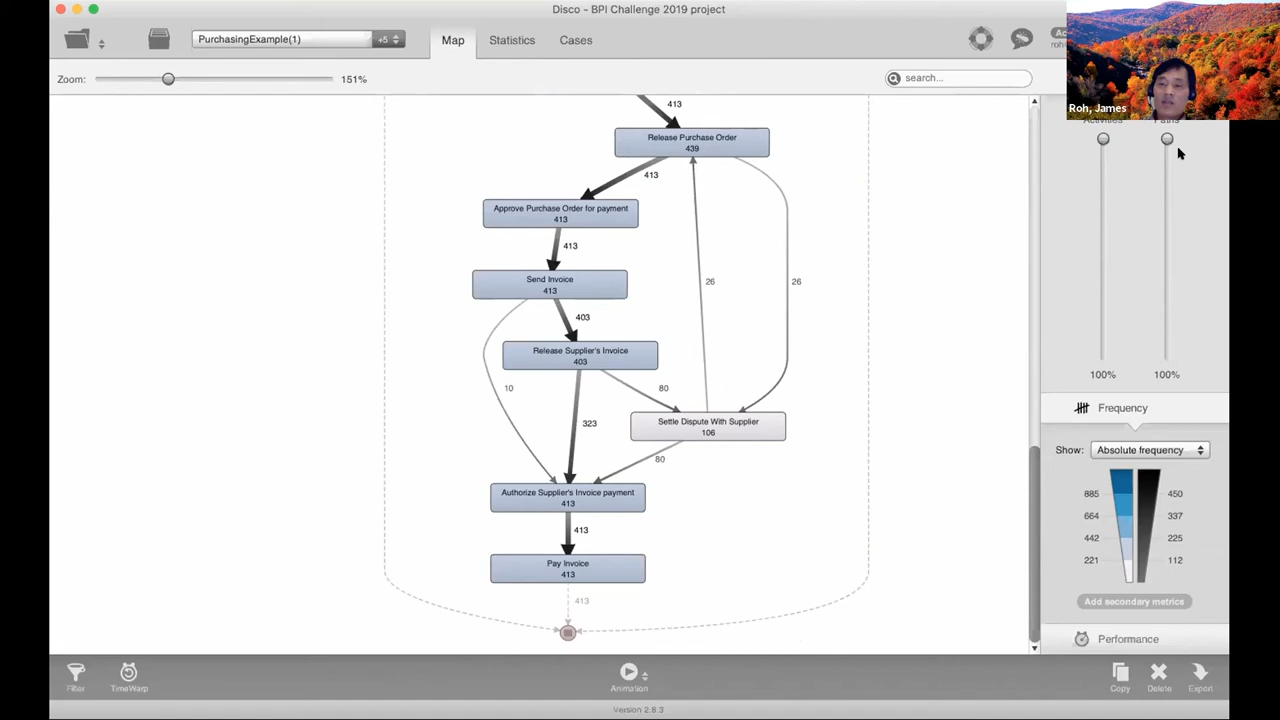 Disco - BPI Challenge 2019 project
PurchasingExample(1)
+5
Map
Statistics
Cases
Roh, James
Zoom:
151%
search...
413
Release Purchase Order
439
413
Approve Purchase Order for payment
413
413
Send Invoice
413
26
26
403
Release Supplier's Invoice
403
10
80
323
Settle Dispute With Supplier
106
80
Authorize Supplier's Invoice payment
413
413
Pay Invoice
413
413
100%
100%
Frequency
Show:
Absolute frequency
885
450
664
337
442
225
221
112
Add secondary metrics
Performance
Filter
TimeWarp
Animation
Copy
Delete
Export
Version 2.8.3